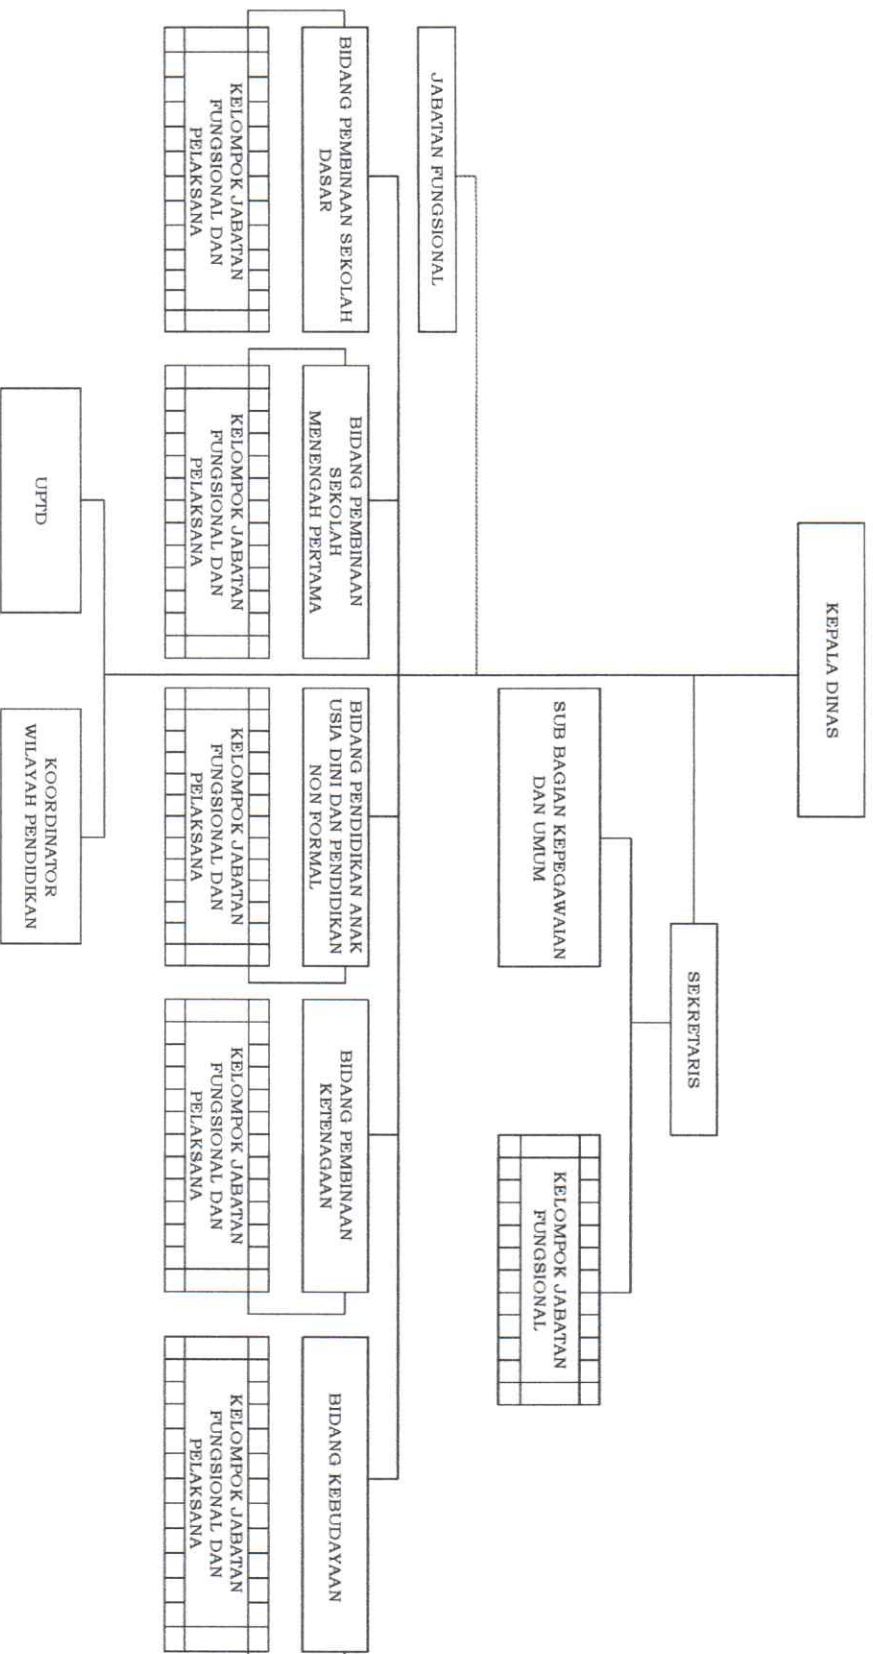 KEPALA DINAS
SEKRETARIS
SUB BAGIAN KEPEGAWAIAN
DAN UMUM
KELOMPOK JABATAN
FUNGSIONAL
JABATAN FUNGSIONAL
BIDANG PEMBINAAN SEKOLAH
DASAR
BIDANG PEMBINAAN
SEKOLAH
MENENGAH PERTAMA
BIDANG PENDIDIKAN ANAK
USIA DINI DAN PENDIDIKAN
NON FORMAL
BIDANG PEMBINAAN
KETENAGAAN
BIDANG KEBUDAYAAN
KELOMPOK JABATAN
FUNGSIONAL DAN
PELAKSANA
KELOMPOK JABATAN
FUNGSIONAL DAN
PELAKSANA
KELOMPOK JABATAN
FUNGSIONAL DAN
PELAKSANA
KELOMPOK JABATAN
FUNGSIONAL DAN
PELAKSANA
KELOMPOK JABATAN
FUNGSIONAL DAN
PELAKSANA
UPTD
KOORDINATOR
WILAYAH PENDIDIKAN